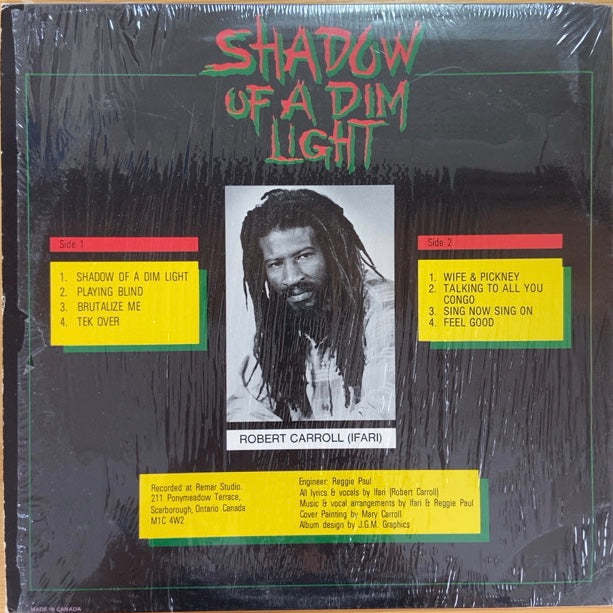 SHADOW
OF A DIM
LIGHT
Side 1
1. SHADOW OF A DIM LIGHT
2. PLAYING BLIND
3. BRUTALIZE ME
4. TEK OVER
Side 2
1. WIFE & PICKNEY
2. TALKING TO ALL YOU
CONGO
3. SING NOW SING ON
4. FEEL GOOD
ROBERT CARROLL (IFARI)
Recorded at Remar Studio.
211 Ponymeadow Terrace,
Scarborough, Ontario Canada
M1C 4W2
Engineer: Reggie Paul
All lyrics & vocals by Ifari (Robert Carroll)
Music & vocal arrangements by Ifari & Reggie Paul
Cover Painting by Mary Carroll
Album design by J.G.M. Graphics
MADE IN CANADA